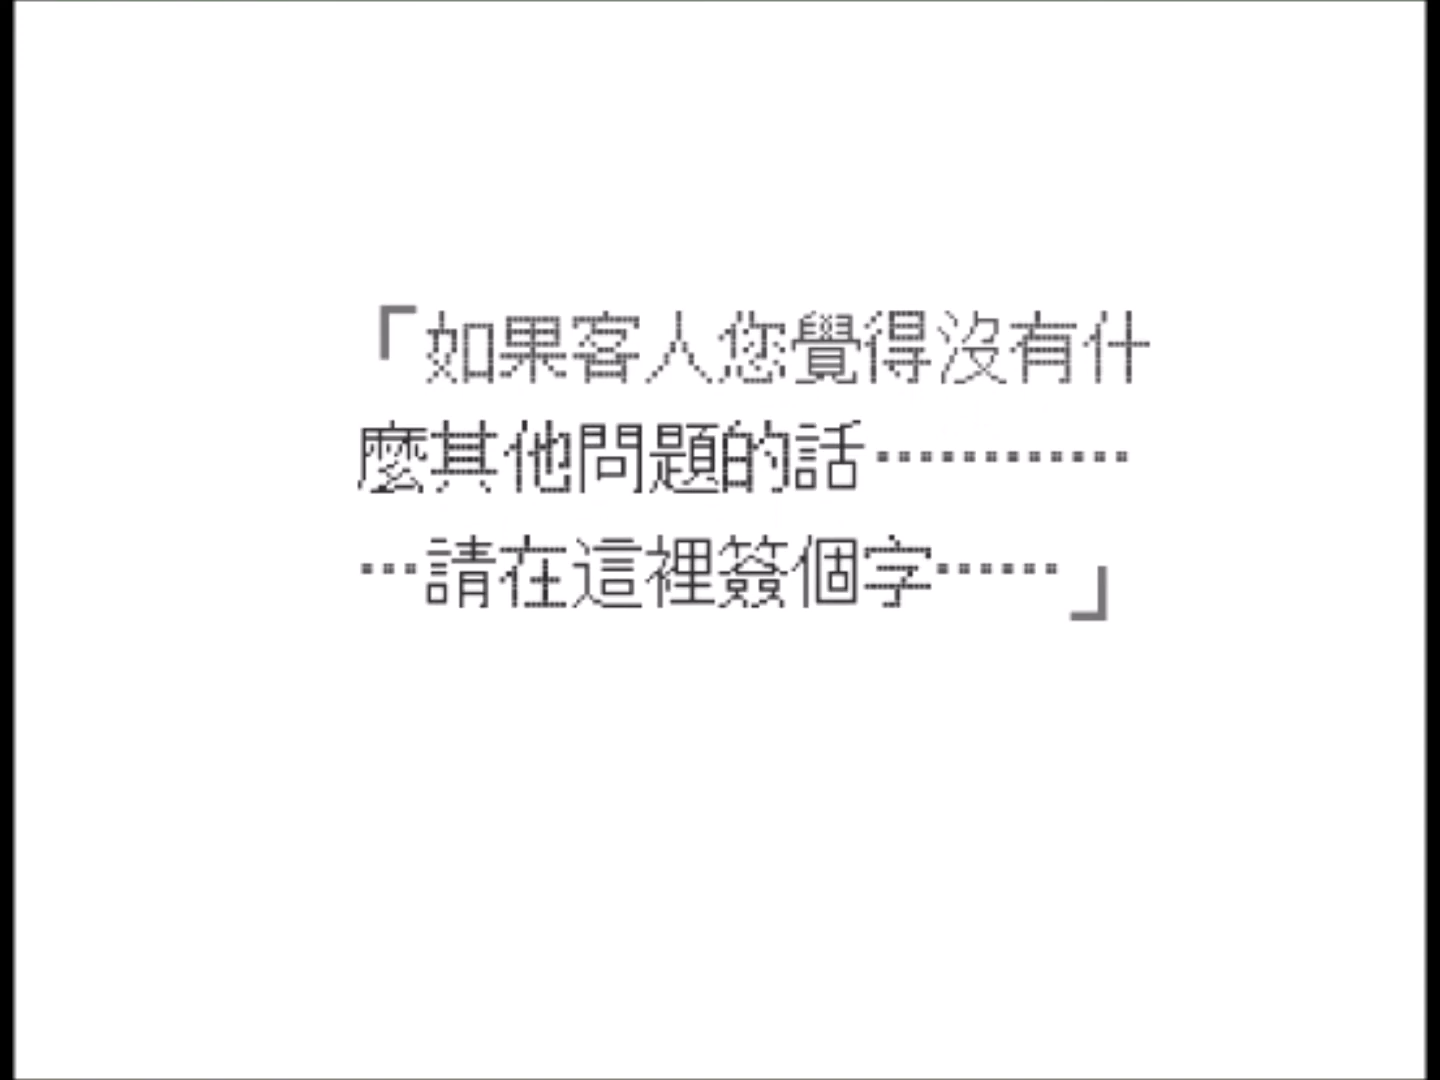 「如果客人您覺得沒有什
麼其他問題的話…………
…請在這裡簽個字……」